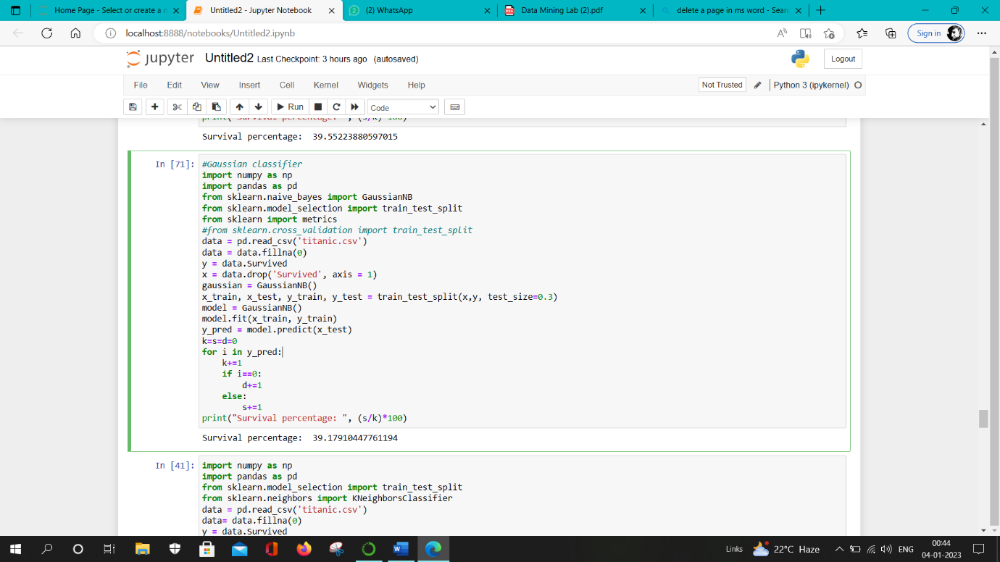 Home Page - Select or create a n
Untitled2 - Jupyter Notebook
(2) WhatsApp
Data Mining Lab (2).pdf
delete a page in ms word - Searc
localhost:8888/notebooks/Untitled2.ipynb
Sign in
jupyter Untitled2 Last Checkpoint: 3 hours ago (autosaved)
Logout
File Edit View Insert Cell Kernel Widgets Help
Not Trusted
Python 3 (ipykernel)
Run
Code
Survival percentage:  39.55223880597015
In [71]:
#Gaussian classifier
import numpy as np
import pandas as pd
from sklearn.naive_bayes import GaussianNB
from sklearn.model_selection import train_test_split
from sklearn import metrics
#from sklearn.cross_validation import train_test_split
data = pd.read_csv('titanic.csv')
data = data.fillna(0)
y = data.Survived
x = data.drop('Survived', axis = 1)
gaussian = GaussianNB()
x_train, x_test, y_train, y_test = train_test_split(x,y, test_size=0.3)
model = GaussianNB()
model.fit(x_train, y_train)
y_pred = model.predict(x_test)
k=s=d=0
for i in y_pred:
    k+=1
    if i==0:
        d+=1
    else:
        s+=1
print("Survival percentage: ", (s/k)*100)
Survival percentage:  39.17910447761194
In [41]:
import numpy as np
import pandas as pd
from sklearn.model_selection import train_test_split
from sklearn.neighbors import KNeighborsClassifier
data = pd.read_csv('titanic.csv')
data= data.fillna(0)
y = data.Survived
Links
22°C Haze
ENG
00:44
04-01-2023